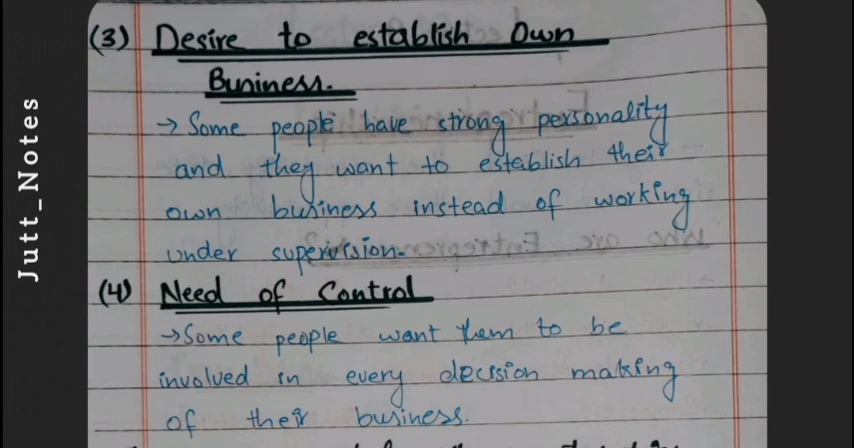 Jutt_Notes
(3) Desire to establish Own
Business.
→ Some people have strong personality
and they want to establish their
own business instead of working
under supervision.
(4) Need of Control
→ Some people want them to be
involved in every decision making
of their business.